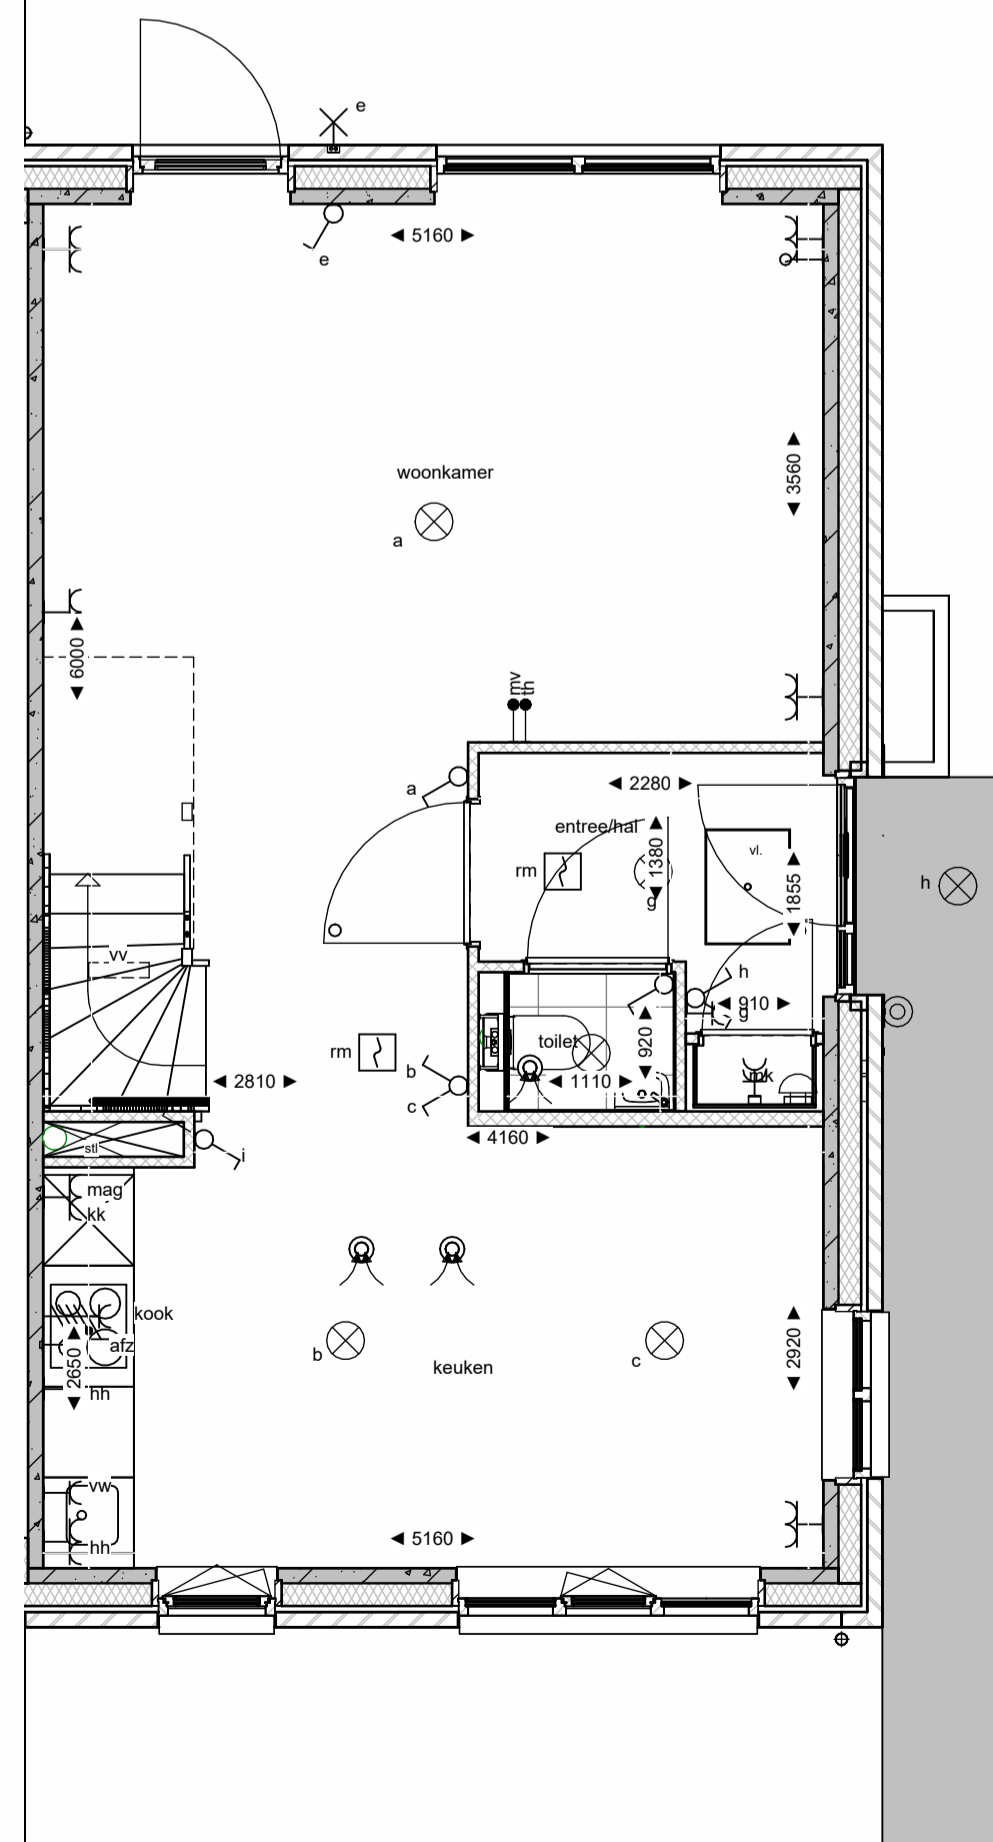 e
e
5160
woonkamer
a
3560
6000
mv
th
a
2280
entree/hal
rm
1380
g
vl.
1855
h
vv
h
910
g
toilet
920
rm
b
c
2810
1110
mk
4160
stl
i
mag
kk
kook
afz
2650
hh
b
keuken
c
2920
vw
hh
5160